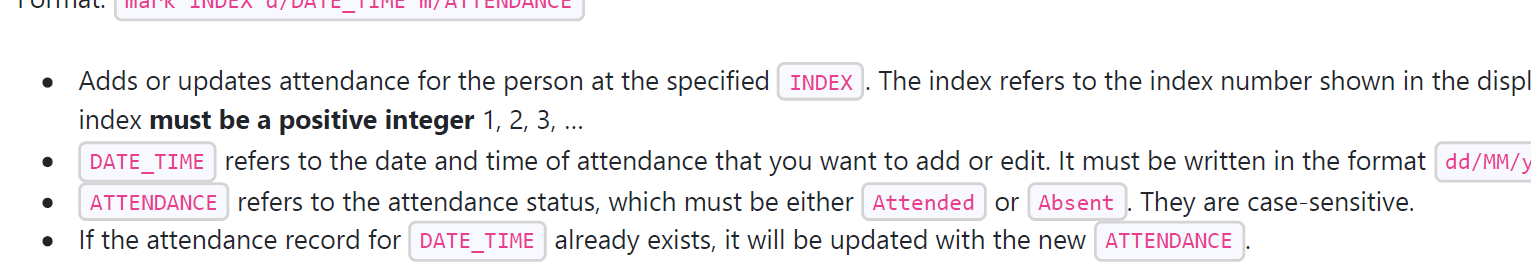 Format: mark INDEX d/DATE_TIME m/ATTENDANCE
• Adds or updates attendance for the person at the specified INDEX. The index refers to the index number shown in the
index must be a positive integer 1, 2, 3, …
• DATE_TIME refers to the date and time of attendance that you want to add or edit. It must be written in the format dd/MM/
• ATTENDANCE refers to the attendance status, which must be either Attended or Absent. They are case-sensitive.
• If the attendance record for DATE_TIME already exists, it will be updated with the new ATTENDANCE.